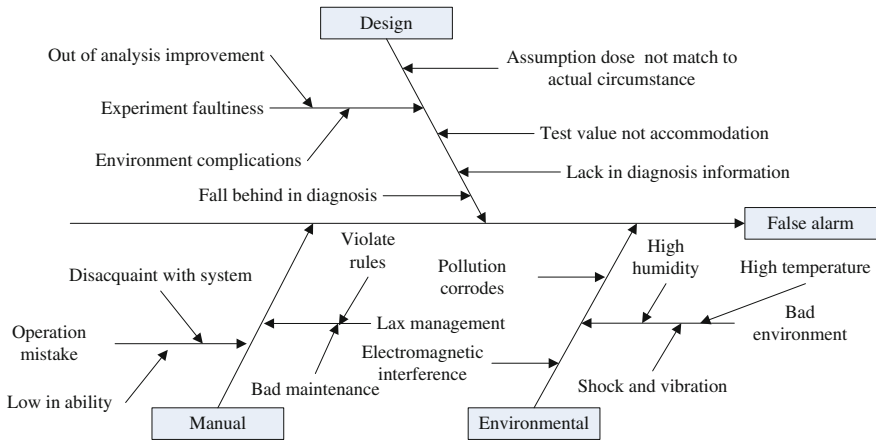 Design
Out of analysis improvement
Assumption dose not match to
actual circumstance
Experiment faultiness
Test value not accommodation
Environment complications
Lack in diagnosis information
Fall behind in diagnosis
False alarm
Violate
rules
High
humidity
Disacquaint with system
Pollution
corrodes
High temperature
Lax management
Bad
environment
Operation
mistake
Electromagnetic
interference
Bad maintenance
Shock and vibration
Low in ability
Manual
Environmental